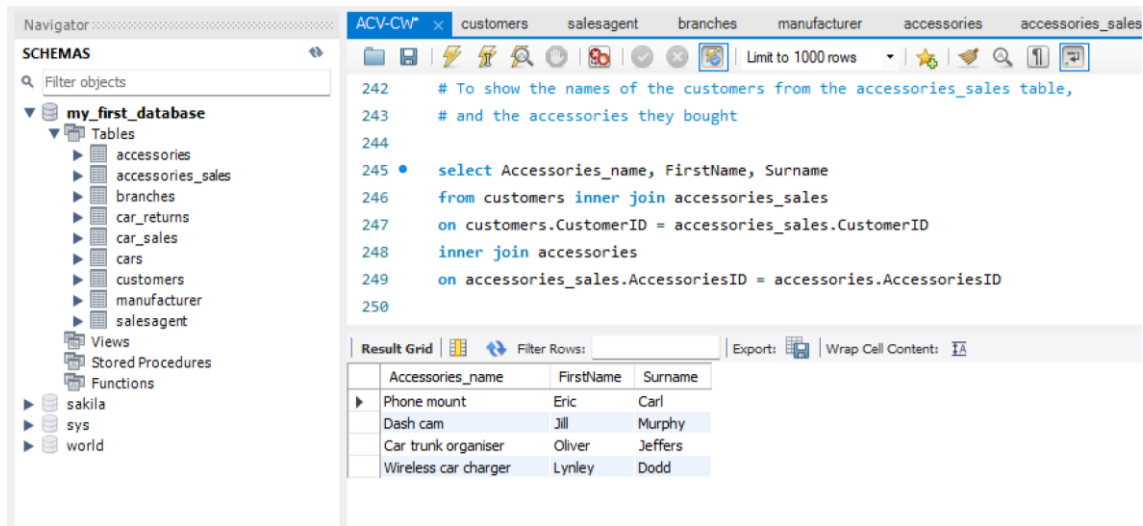 Navigator
SCHEMAS
Filter objects
my_first_database
Tables
accessories
accessories_sales
branches
car_returns
car_sales
cars
customers
manufacturer
salesagent
Views
Stored Procedures
Functions
sakila
sys
world
ACV-CW* customers salesagent branches manufacturer accessories accessories_sales
Limit to 1000 rows
242 # To show the names of the customers from the accessories_sales table,
243 # and the accessories they bought
244
245 select Accessories_name, FirstName, Surname
246 from customers inner join accessories_sales
247 on customers.CustomerID = accessories_sales.CustomerID
248 inner join accessories
249 on accessories_sales.AccessoriesID = accessories.AccessoriesID
250
Result Grid Filter Rows: Export: Wrap Cell Content: IA
Accessories_name FirstName Surname
Phone mount Eric Carl
Dash cam Jill Murphy
Car trunk organiser Oliver Jeffers
Wireless car charger Lynley Dodd